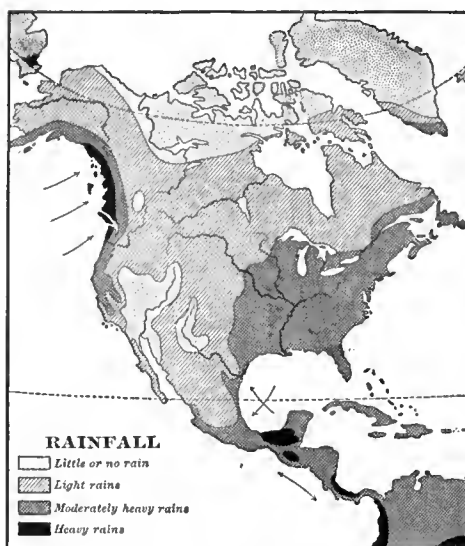 RAINFALL
Little or no rain
Light rains
Moderately heavy rains
Heavy rains